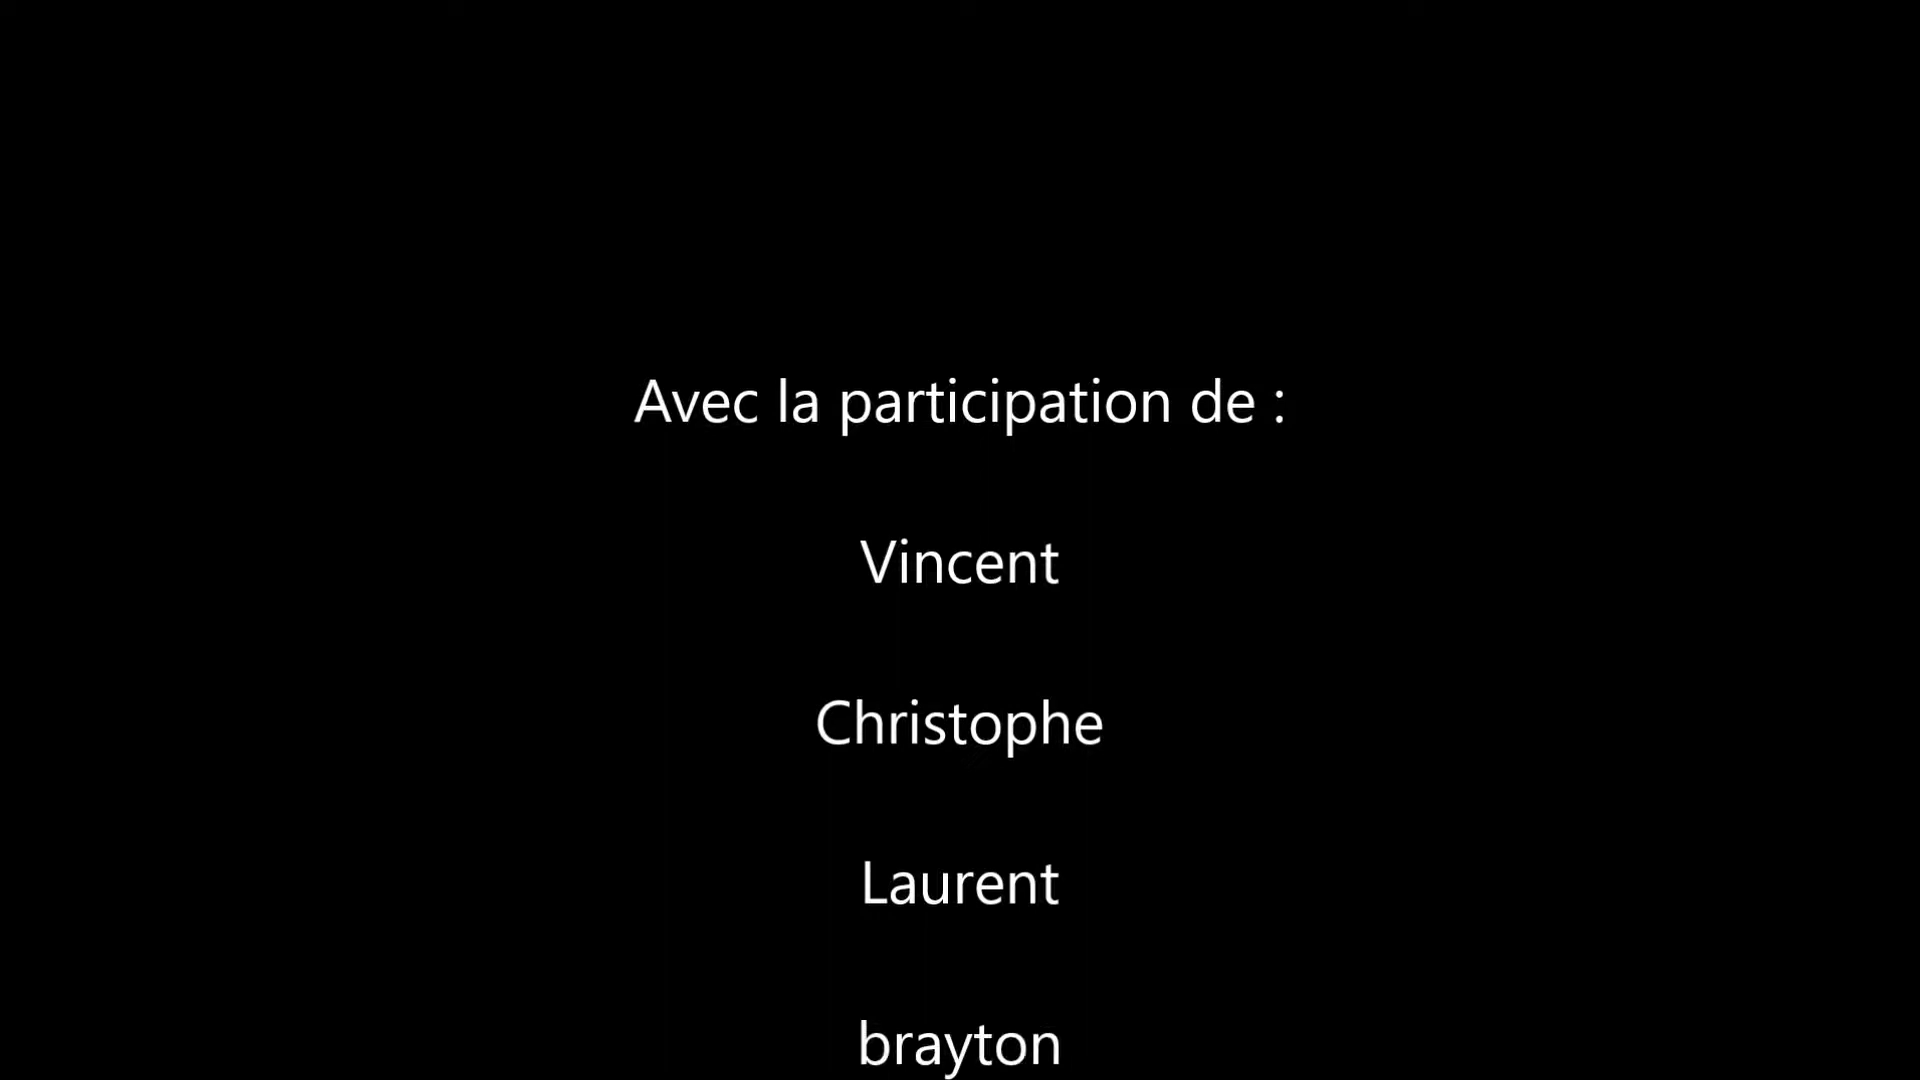 Avec la participation de :
Vincent
Christophe
Laurent
brayton